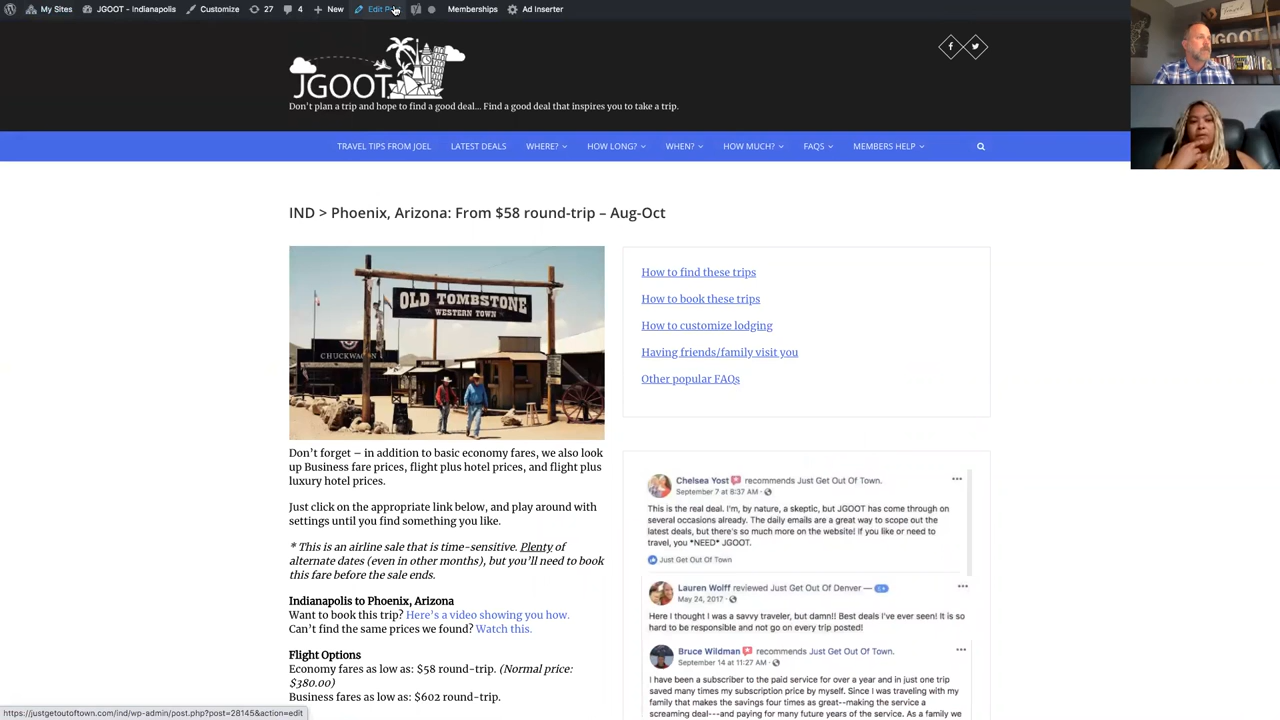 My Sites
JGOOT - Indianapolis
Customize
27
4
New
Edit
Memberships
Ad Inserter
JGOOT
Don't plan a trip and hope to find a good deal... Find a good deal that inspires you to take a trip.
TRAVEL TIPS FROM JOEL
LATEST DEALS
WHERE?
HOW LONG?
WHEN?
HOW MUCH?
FAQS
MEMBERS HELP
IND > Phoenix, Arizona: From $58 round-trip – Aug-Oct
OLD TOMBSTONE
WESTERN TOWN
CHUCKWAGON
Don't forget – in addition to basic economy fares, we also look
up Business fare prices, flight plus hotel prices, and flight plus
luxury hotel prices.
Just click on the appropriate link below, and play around with
settings until you find something you like.
* This is an airline sale that is time-sensitive. Plenty of
alternate dates (even in other months), but you'll need to book
this fare before the sale ends.
Indianapolis to Phoenix, Arizona
Want to book this trip? Here's a video showing you how.
Can't find the same prices we found? Watch this.
Flight Options
Economy fares as low as: $58 round-trip. (Normal price:
$380.00)
Business fares as low as: $602 round-trip.
How to find these trips
How to book these trips
How to customize lodging
Having friends/family visit you
Other popular FAQs
Chelsea Yost recommends Just Get Out Of Town.
September 7 at 8:37 AM
This is the real deal. I'm, by nature, a skeptic, but JGOOT has come through on
several occasions already. The daily emails are a great way to scope out the
latest deals, but there's so much more on the website! If you like or need to
travel, you *NEED* JGOOT.
Just Get Out Of Town
Lauren Wolff reviewed Just Get Out Of Denver —
May 24, 2017
Here I thought I was a savvy traveler, but damn!! Best deals I've ever seen! It is so
hard to be responsible and not go on every trip posted!
Bruce Wildman recommends Just Get Out Of Town.
September 14 at 11:27 AM
I have been a subscriber to the paid service for over a year and in just one trip
saved many times my subscription price by myself. Since I was traveling with my
family that makes the savings four times as great---making the service a
screaming deal---and paying for many future years of the service. As a family we
https://justgetoutoftown.com/ind/wp-admin/post.php?post=28145&action=edit